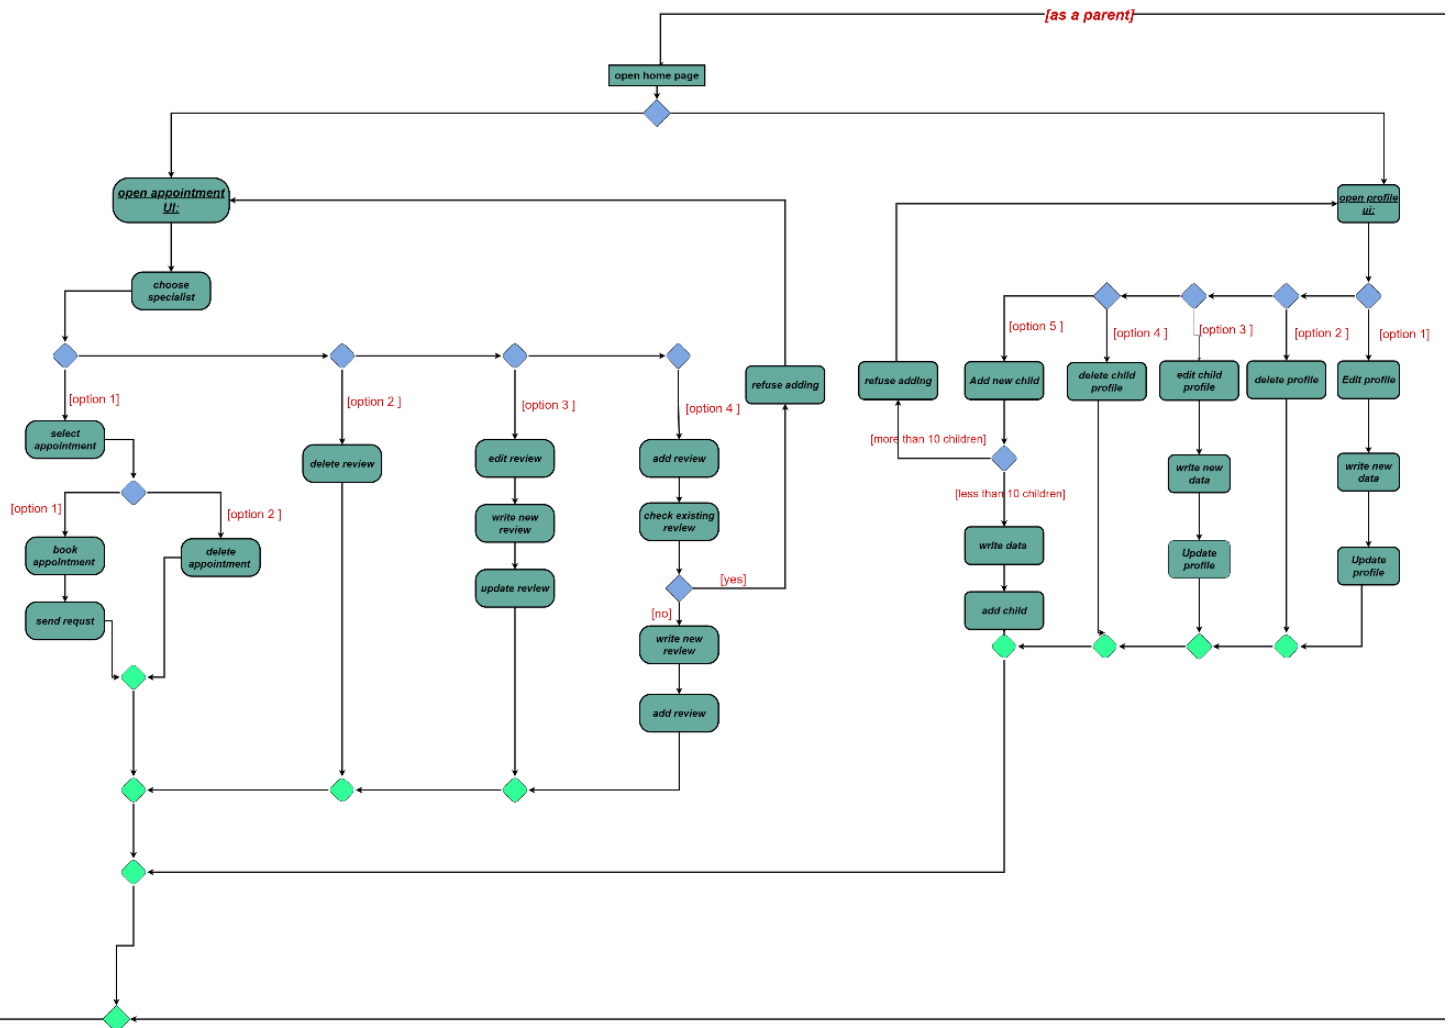 [as a parent]
open home page
open appointment
UI:
open profile
ui:
choose
specialist
[option 5 ]
[option 4 ]
[option 3 ]
[option 2 ]
[option 1]
refuse adding
refuse adding
Add new child
delete child
profile
edit child
profile
delete profile
Edit profile
[option 1]
[option 2 ]
[option 3 ]
[option 4 ]
select
appointment
delete review
edit review
add review
[more than 10 children]
write new
data
write new
data
[less than 10 children]
[option 1]
[option 2 ]
write new
review
check existing
review
book
appointment
delete
appointment
write data
Update
profile
Update
profile
update review
[yes]
[no]
add child
send requst
write new
review
add review